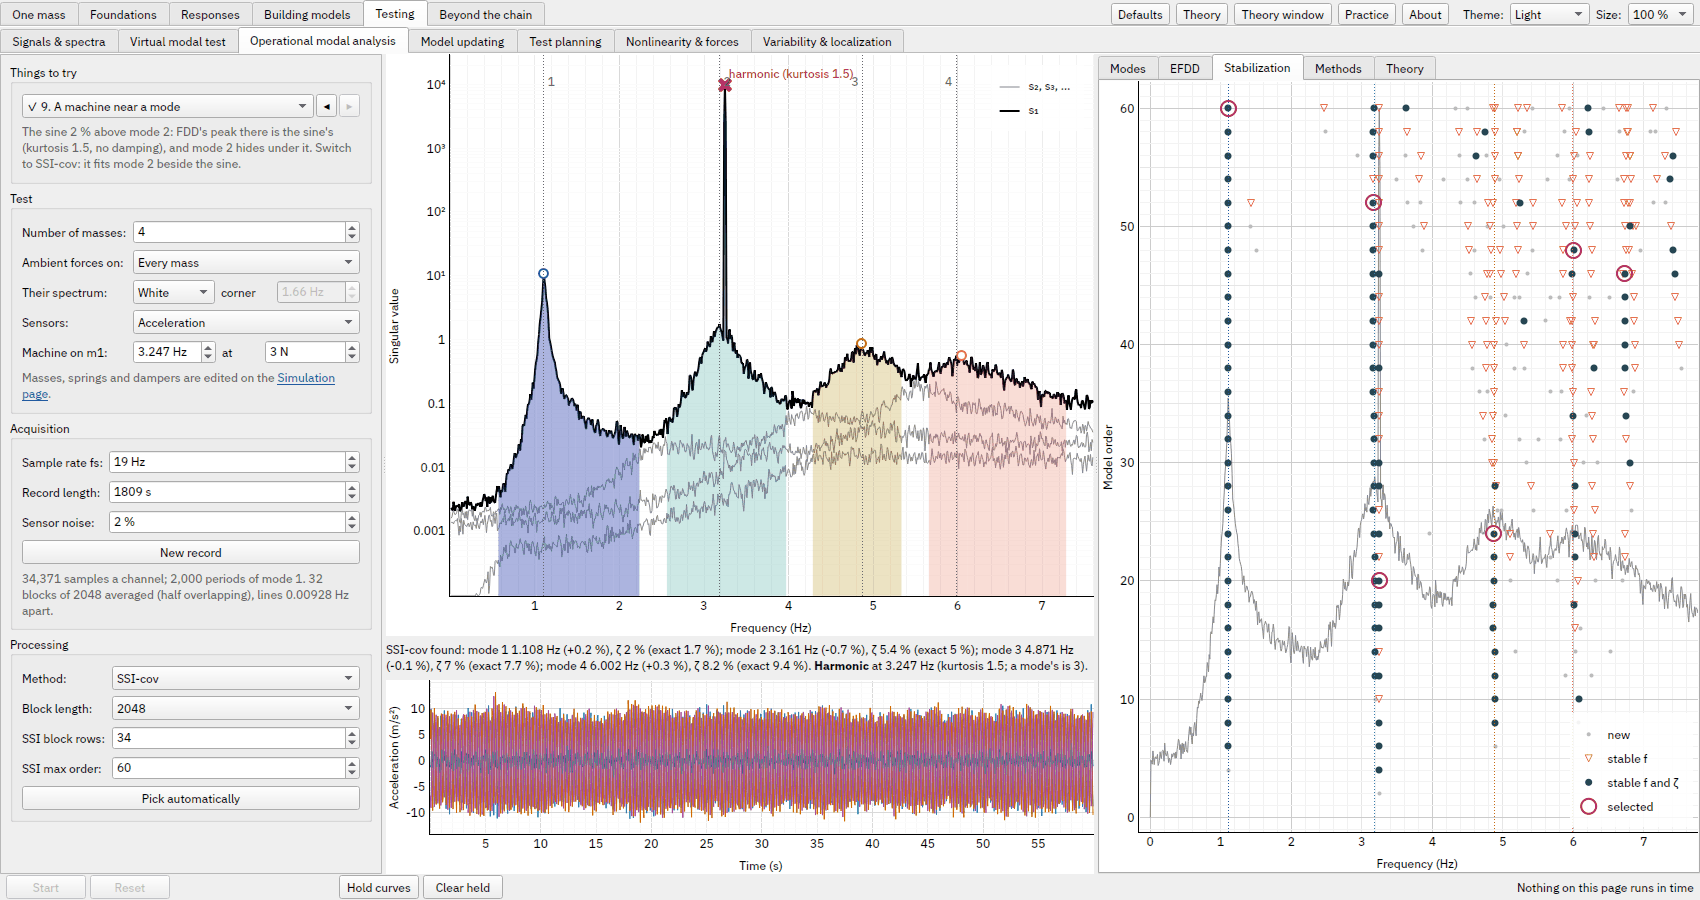 One mass Foundations Responses Building models Testing Beyond the chain Defaults Theory Theory window Practice About Theme: Light Size: 100 %
Signals & spectra Virtual modal test Operational modal analysis Model updating Test planning Nonlinearity & forces Variability & localization
Things to try
✓ 9. A machine near a mode
The sine 2 % above mode 2: FDD's peak there is the sine's
(kurtosis 1.5, no damping), and mode 2 hides under it. Switch
to SSI-cov: it fits mode 2 beside the sine.
Test
Number of masses: 4
Ambient forces on: Every mass
Their spectrum: White corner 1.66 Hz
Sensors: Acceleration
Machine on m1: 3.247 Hz at 3 N
Masses, springs and dampers are edited on the Simulation
page.
Acquisition
Sample rate fs: 19 Hz
Record length: 1809 s
Sensor noise: 2 %
New record
34,371 samples a channel; 2,000 periods of mode 1. 32
blocks of 2048 averaged (half overlapping), lines 0.00928 Hz
apart.
Processing
Method: SSI-cov
Block length: 2048
SSI block rows: 34
SSI max order: 60
Pick automatically
Start Reset Hold curves Clear held
harmonic (kurtosis 1.5)
1 3 4
s₂, s₃, ...
s₁
10⁴
10³
10²
10¹
1
0.1
0.01
0.001
Singular value
1 2 3 4 5 6 7
Frequency (Hz)
SSI-cov found: mode 1 1.108 Hz (+0.2 %), ζ 2 % (exact 1.7 %); mode 2 3.161 Hz (-0.7 %), ζ 5.4 % (exact 5 %); mode 3 4.871 Hz
(-0.1 %), ζ 7 % (exact 7.7 %); mode 4 6.002 Hz (+0.3 %), ζ 8.2 % (exact 9.4 %). Harmonic at 3.247 Hz (kurtosis 1.5; a mode's is 3).
10
5
0
-5
-10
Acceleration (m/s²)
5 10 15 20 25 30 35 40 45 50 55
Time (s)
Modes EFDD Stabilization Methods Theory
60
50
40
30
20
10
0
Model order
new
stable f
stable f and ζ
selected
0 1 2 3 4 5 6 7
Frequency (Hz)
Nothing on this page runs in time